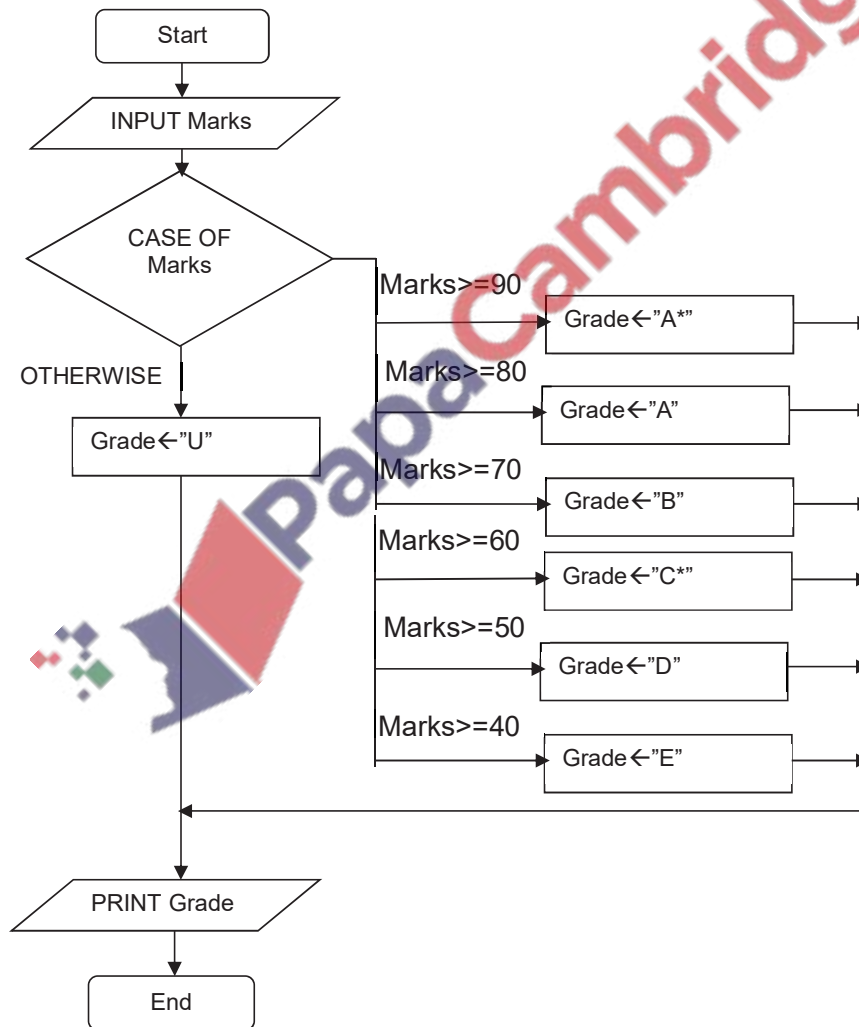 Start
INPUT Marks
CASE OF
Marks
Marks>=90
Grade←"A*"
Marks>=80
Grade←"A"
OTHERWISE
Grade←"U"
Marks>=70
Grade←"B"
Marks>=60
Grade←"C*"
Marks>=50
Grade←"D"
Marks>=40
Grade←"E"
PRINT Grade
End
PapaCambridg